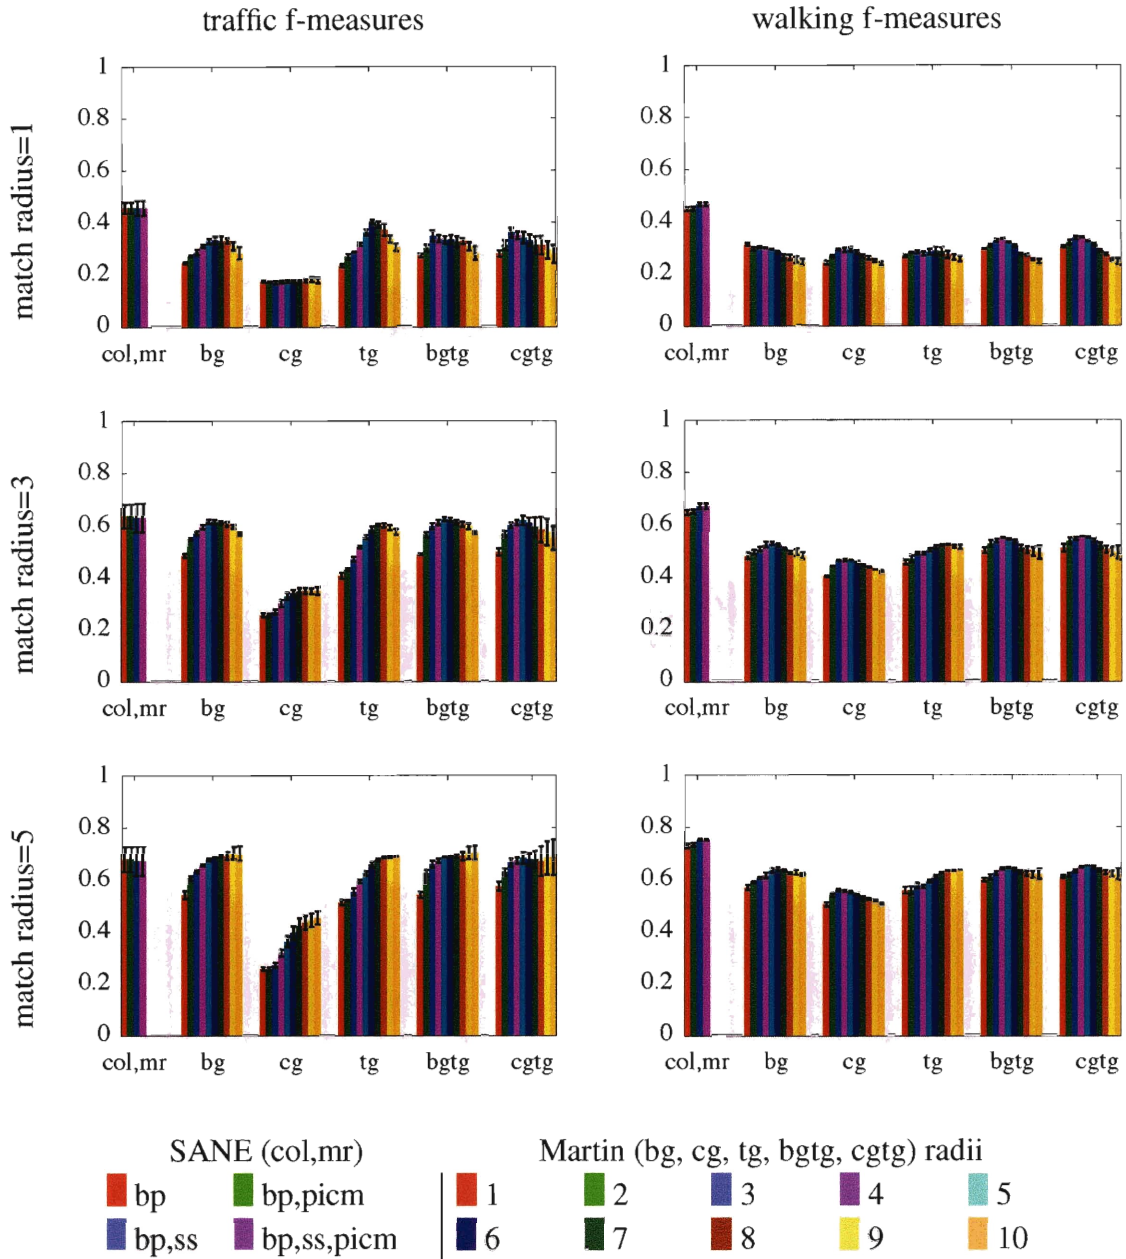 traffic f-measures
walking f-measures
match radius=1
1
0.8
0.6
0.4
0.2
0
col,mr bg cg tg bgtg cgtg
1
0.8
0.6
0.4
0.2
0
col,mr bg cg tg bgtg cgtg
match radius=3
1
0.8
0.6
0.4
0.2
0
col,mr bg cg tg bgtg cgtg
1
0.8
0.6
0.4
0.2
0
col,mr bg cg tg bgtg cgtg
match radius=5
1
0.8
0.6
0.4
0.2
0
col,mr bg cg tg bgtg cgtg
1
0.8
0.6
0.4
0.2
0
col,mr bg cg tg bgtg cgtg
SANE (col,mr)
bp bp,picm
bp,ss bp,ss,picm
Martin (bg, cg, tg, bgtg, cgtg) radii
1 2 3 4 5
6 7 8 9 10